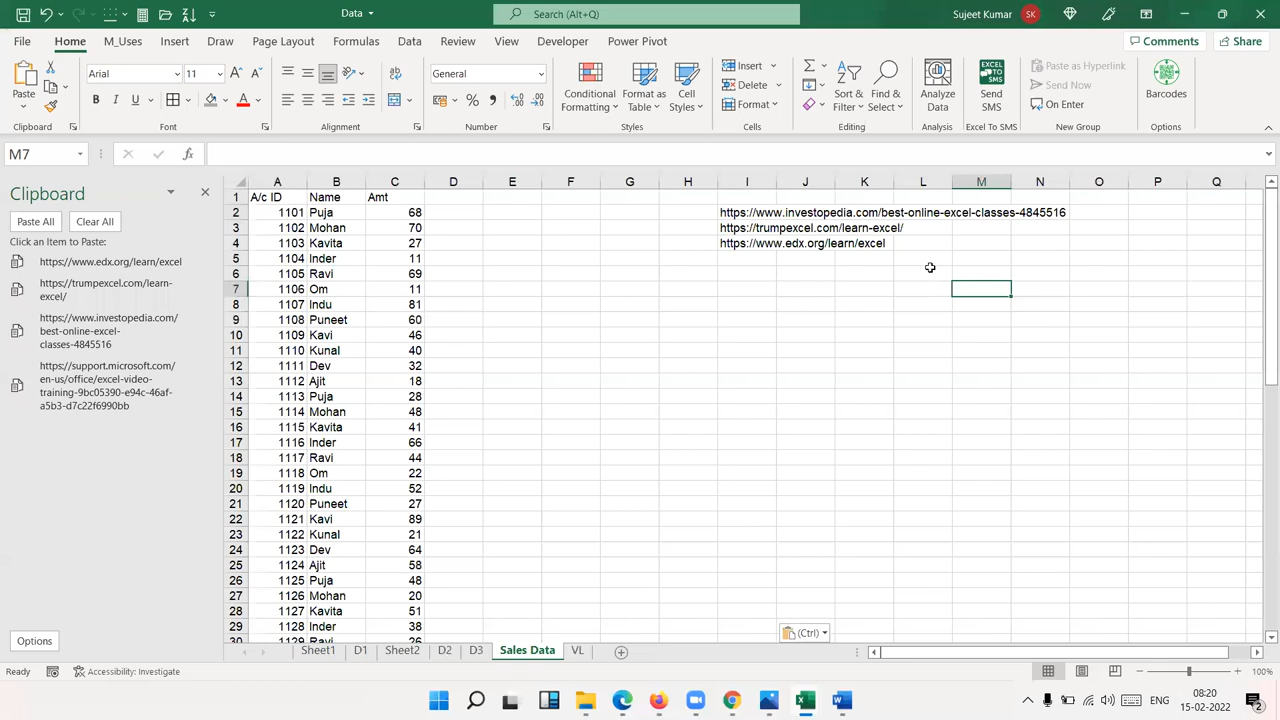 Data
Search (Alt+Q)
Sujeet Kumar
SK
File
Home
M_Uses
Insert
Draw
Page Layout
Formulas
Data
Review
View
Developer
Power Pivot
Comments
Share
Paste
Clipboard
Arial
11
B I U
Font
Alignment
General
Number
Conditional
Formatting
Format as
Table
Cell
Styles
Styles
Insert
Delete
Format
Cells
Sort &
Filter
Find &
Select
Editing
Analyze
Data
Analysis
Send
SMS
Excel To SMS
Paste as Hyperlink
Send Now
On Enter
New Group
Barcodes
Options
M7
fx
Clipboard
Paste All
Clear All
Click an Item to Paste:
https://www.edx.org/learn/excel
https://trumpexcel.com/learn-
excel/
https://www.investopedia.com/
best-online-excel-
classes-4845516
https://support.microsoft.com/
en-us/office/excel-video-
training-9bc05390-e94c-46af-
a5b3-d7c22f6990bb
Options
A B C D E F G H I J K L M N O P Q
1 A/c ID Name Amt
2 1101 Puja 68 https://www.investopedia.com/best-online-excel-classes-4845516
3 1102 Mohan 70 https://trumpexcel.com/learn-excel/
4 1103 Kavita 27 https://www.edx.org/learn/excel
5 1104 Inder 11
6 1105 Ravi 69
7 1106 Om 11
8 1107 Indu 81
9 1108 Puneet 60
10 1109 Kavi 46
11 1110 Kunal 40
12 1111 Dev 32
13 1112 Ajit 18
14 1113 Puja 28
15 1114 Mohan 48
16 1115 Kavita 41
17 1116 Inder 66
18 1117 Ravi 44
19 1118 Om 22
20 1119 Indu 52
21 1120 Puneet 27
22 1121 Kavi 89
23 1122 Kunal 21
24 1123 Dev 64
25 1124 Ajit 58
26 1125 Puja 48
27 1126 Mohan 20
28 1127 Kavita 51
29 1128 Inder 38
30 1129 Ravi 26
(Ctrl)
Sheet1 D1 Sheet2 D2 D3 Sales Data VL
Ready
Accessibility: Investigate
100%
ENG
08:20
15-02-2022
2